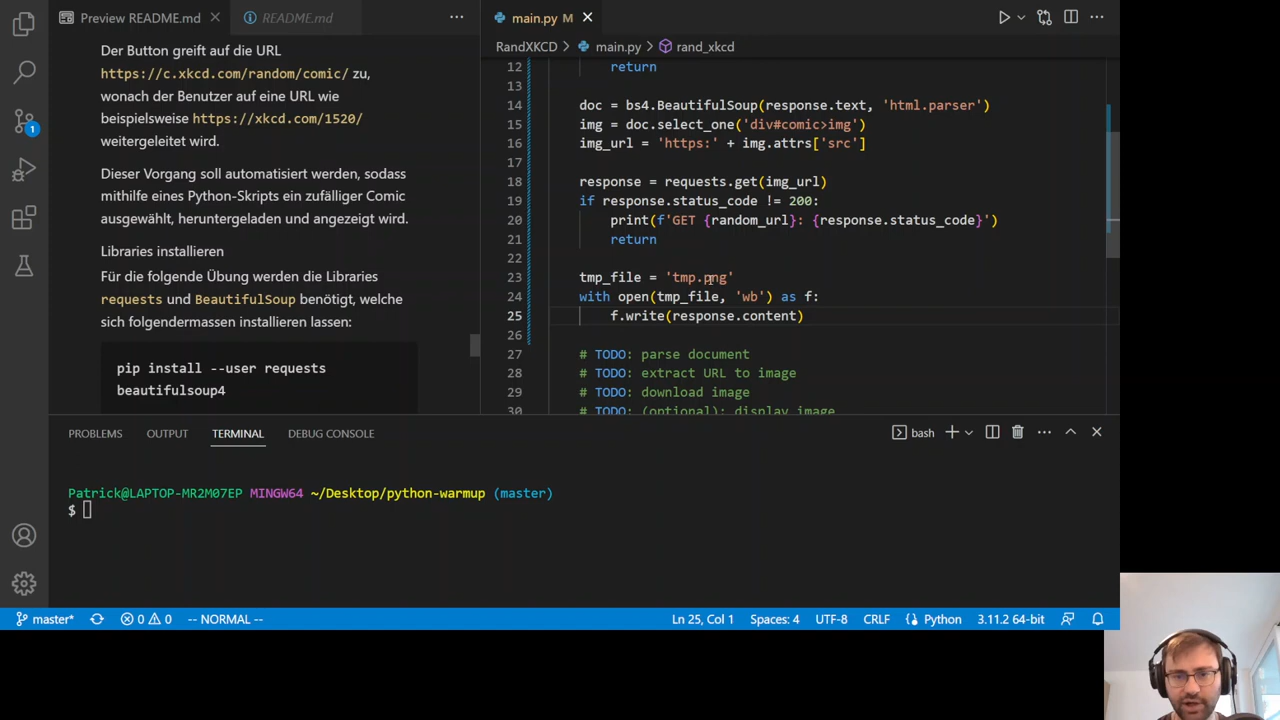 Preview README.md
README.md
main.py M
RandXKCD > main.py > rand_xkcd
Der Button greift auf die URL
https://c.xkcd.com/random/comic/ zu,
wonach der Benutzer auf eine URL wie
beispielsweise https://xkcd.com/1520/
weitergeleitet wird.
Dieser Vorgang soll automatisiert werden, sodass
mithilfe eines Python-Skripts ein zufälliger Comic
ausgewählt, heruntergeladen und angezeigt wird.
Libraries installieren
Für die folgende Übung werden die Libraries
requests und BeautifulSoup benötigt, welche
sich folgendermassen installieren lassen:
pip install --user requests
beautifulsoup4
12 return
13
14 doc = bs4.BeautifulSoup(response.text, 'html.parser')
15 img = doc.select_one('div#comic>img')
16 img_url = 'https:' + img.attrs['src']
17
18 response = requests.get(img_url)
19 if response.status_code != 200:
20 print(f'GET {random_url}: {response.status_code}')
21 return
22
23 tmp_file = 'tmp.png'
24 with open(tmp_file, 'wb') as f:
25 f.write(response.content)
26
27 # TODO: parse document
28 # TODO: extract URL to image
29 # TODO: download image
30 # TODO: (optional): display image
PROBLEMS OUTPUT TERMINAL DEBUG CONSOLE
bash
Patrick@LAPTOP-MR2M07EP MINGW64 ~/Desktop/python-warmup (master)
$
1
master* 0 0 -- NORMAL -- Ln 25, Col 1 Spaces: 4 UTF-8 CRLF Python 3.11.2 64-bit